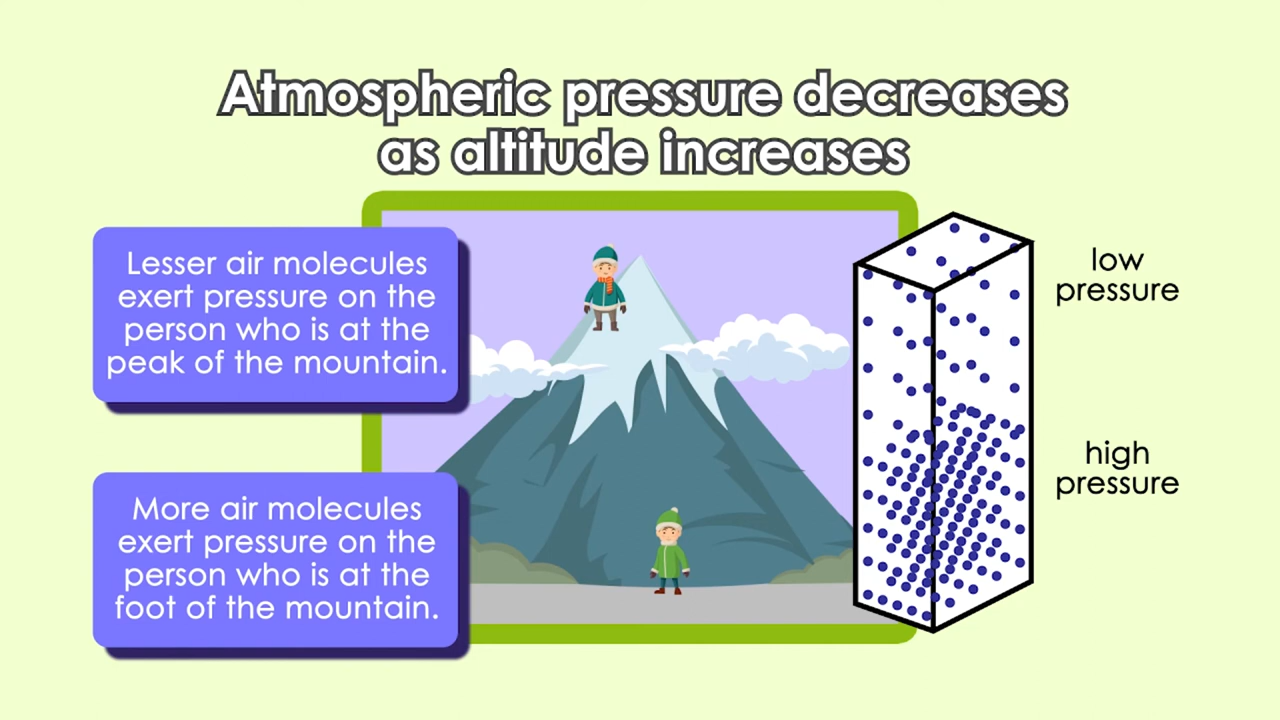 Atmospheric pressure decreases
as altitude increases
Lesser air molecules
exert pressure on the
person who is at the
peak of the mountain.
More air molecules
exert pressure on the
person who is at the
foot of the mountain.
low
pressure
high
pressure